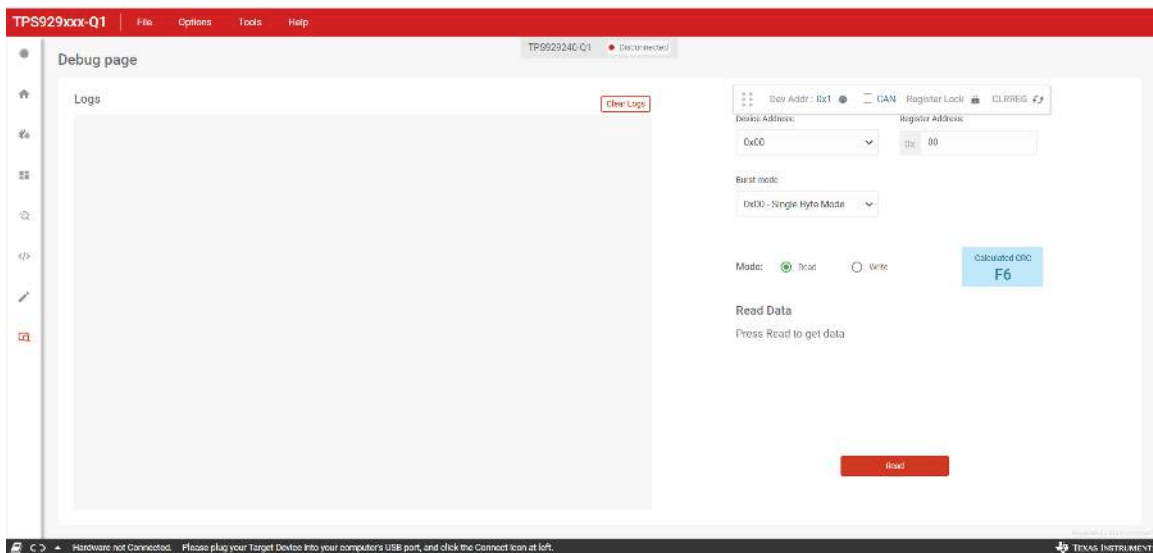 TPS929xxx-Q1 File Options Tools Help
TPS929240-Q1 Disconnected
Debug page
Logs
Clear Logs
Dev Addr: 0x1 CAN Register Lock CLRREG
Device Address:
Register Address:
0x00
0x 00
Burst mode
0x00 - Single Byte Mode
Mode: Read Write
Calculated CRC
F6
Read Data
Press Read to get data
Read
Hardware not Connected. Please plug your Target Device into your computer's USB port, and click the Connect Icon at left.
TEXAS INSTRUMENT